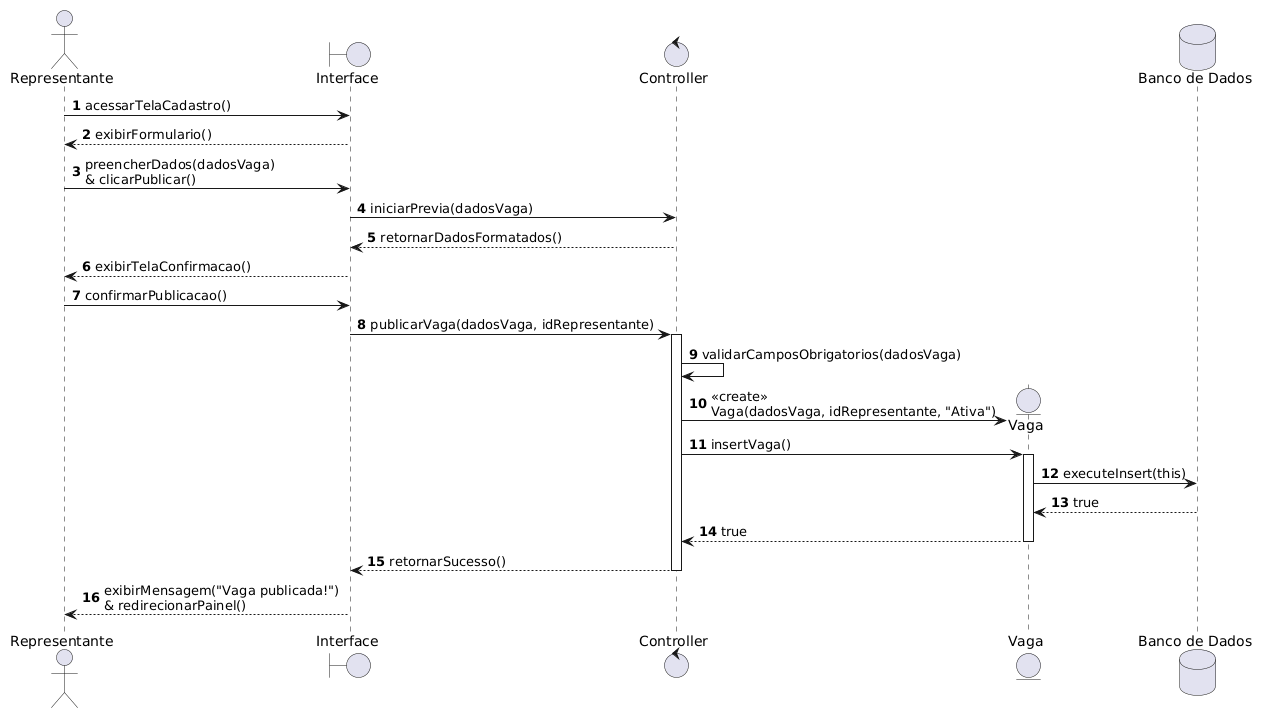 Representante
Interface
Controller
Banco de Dados
1 acessarTelaCadastro()
2 exibirFormulario()
3 preencherDados(dadosVaga)
& clicarPublicar()
4 iniciarPrevia(dadosVaga)
5 retornarDadosFormatados()
6 exibirTelaConfirmacao()
7 confirmarPublicacao()
8 publicarVaga(dadosVaga, idRepresentante)
9 validarCamposObrigatorios(dadosVaga)
10 «create»
Vaga(dadosVaga, idRepresentante, "Ativa")
Vaga
11 insertVaga()
12 executeInsert(this)
13 true
14 true
15 retornarSucesso()
16 exibirMensagem("Vaga publicada!")
& redirecionarPainel()
Representante
Interface
Controller
Vaga
Banco de Dados